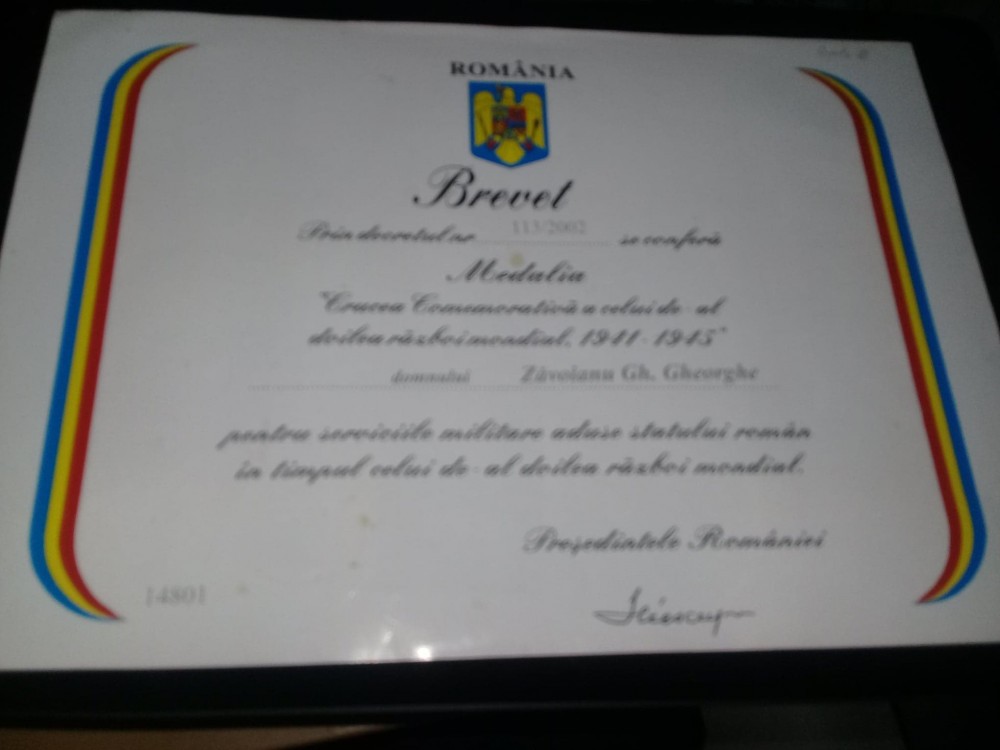 ROMÂNIA
Brevet
Prin decretul nr. 113/2002 se conferă
Medalia
"Crucea Comemorativă a celui de-al
doilea război mondial, 1941-1945"
domnului Zăvoianu Gh. Gheorghe
pentru serviciile militare aduse statului român
în timpul celui de-al doilea război mondial.
Preşedintele României
14801